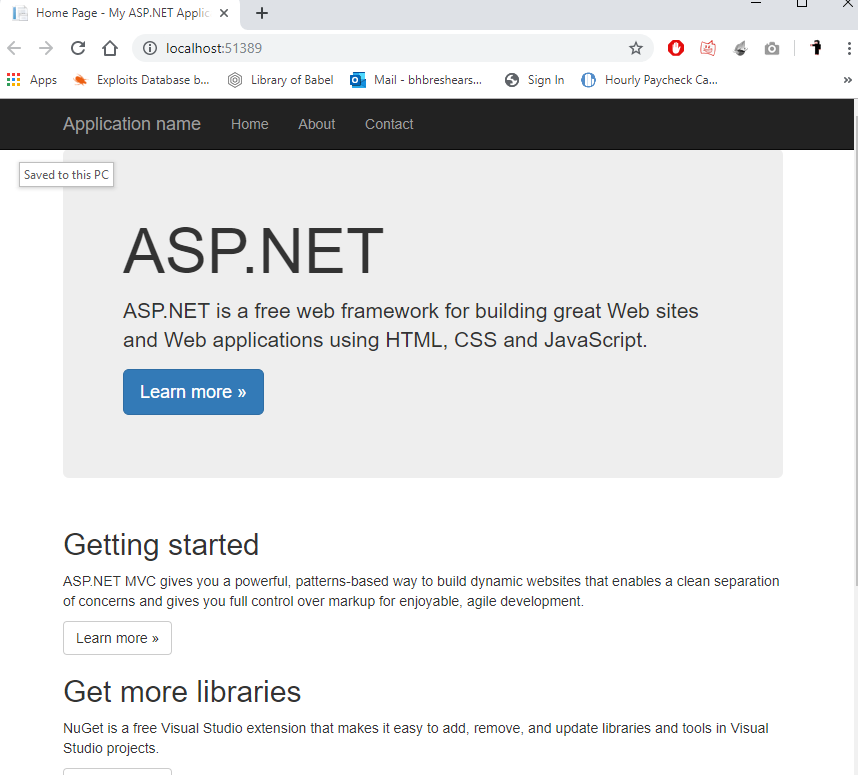 Home Page - My ASP.NET Applic
localhost:51389
Apps Exploits Database b... Library of Babel Mail - bhbreshears... Sign In Hourly Paycheck Ca... »
Application name Home About Contact
Saved to this PC
ASP.NET
ASP.NET is a free web framework for building great Web sites
and Web applications using HTML, CSS and JavaScript.
Learn more »
Getting started
ASP.NET MVC gives you a powerful, patterns-based way to build dynamic websites that enables a clean separation
of concerns and gives you full control over markup for enjoyable, agile development.
Learn more »
Get more libraries
NuGet is a free Visual Studio extension that makes it easy to add, remove, and update libraries and tools in Visual
Studio projects.